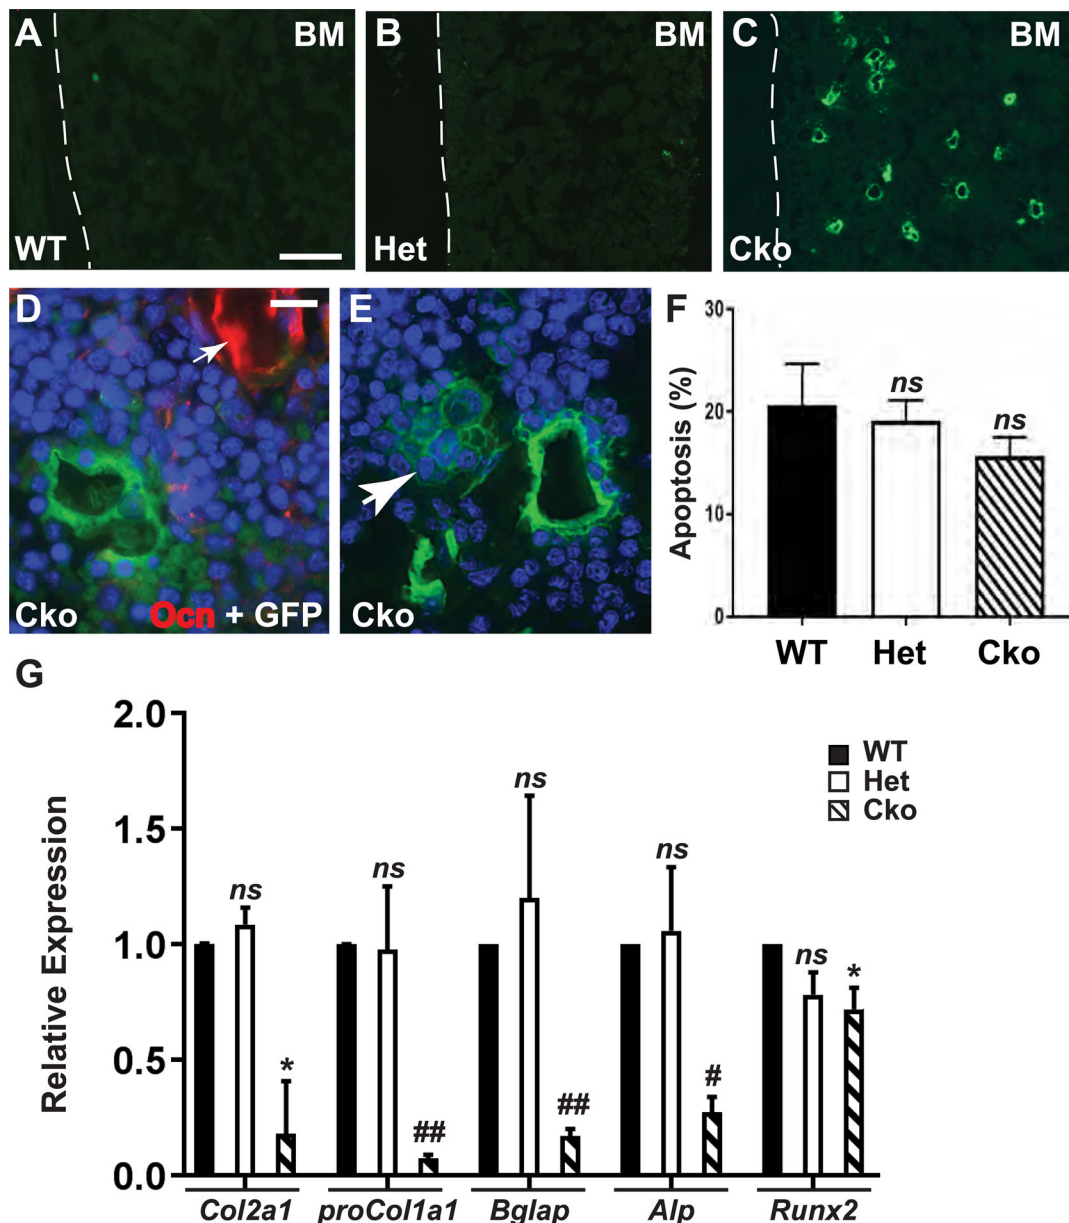 A BM
WT
B BM
Het
C BM
Cko
D
Cko Ocn + GFP
E
Cko
F
30
20
10
0
Apoptosis (%)
ns
ns
WT Het Cko
G
2.0
1.5
1.0
0.5
0.0
Relative Expression
WT
Het
Cko
ns
*
ns
##
ns
##
ns
#
ns
*
Col2a1 proCol1a1 Bglap Alp Runx2